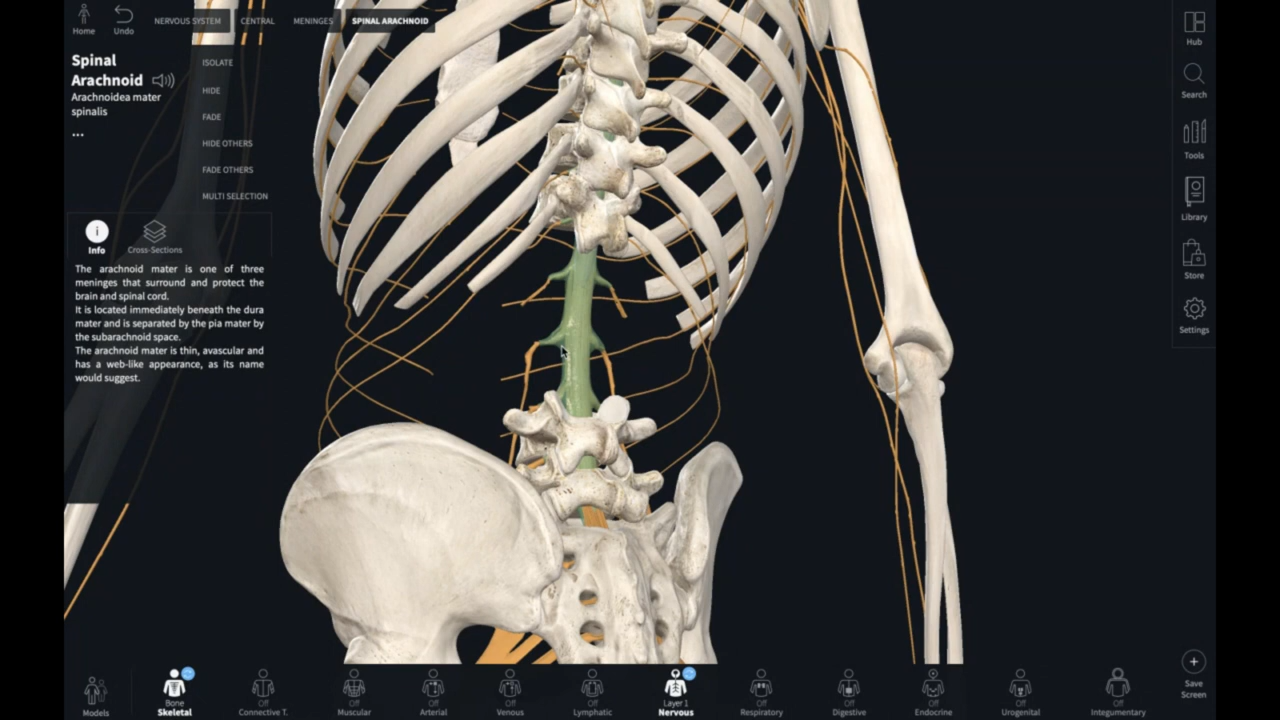 Home
Undo
NERVOUS SYSTEM
CENTRAL
MENINGES
SPINAL ARACHNOID
Spinal
Arachnoid
Arachnoidea mater
spinalis
...
ISOLATE
HIDE
FADE
HIDE OTHERS
FADE OTHERS
MULTI SELECTION
i
Info
Cross-Sections
The arachnoid mater is one of three
meninges that surround and protect the
brain and spinal cord.
It is located immediately beneath the dura
mater and is separated by the pia mater by
the subarachnoid space.
The arachnoid mater is thin, avascular and
has a web-like appearance, as its name
would suggest.
Hub
Search
Tools
Library
Store
Settings
Save
Screen
Models
Bone
Skeletal
Off
Connective T.
Off
Muscular
Off
Arterial
Off
Venous
Off
Lymphatic
Layer 1
Nervous
Off
Respiratory
Off
Digestive
Off
Endocrine
Off
Urogenital
Off
Integumentary